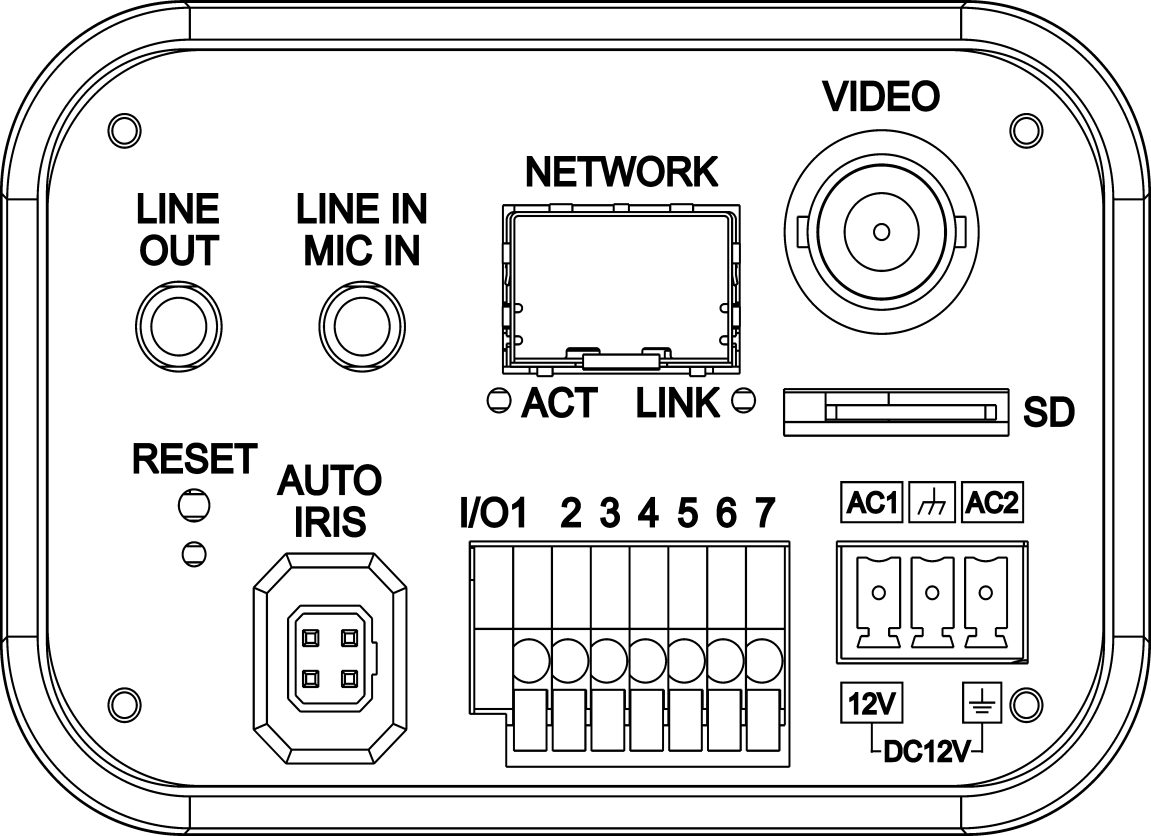 VIDEO
NETWORK
LINE
OUT
LINE IN
MIC IN
ACT
LINK
SD
RESET
AUTO
IRIS
I/O1 2 3 4 5 6 7
AC1
AC2
12V
DC12V